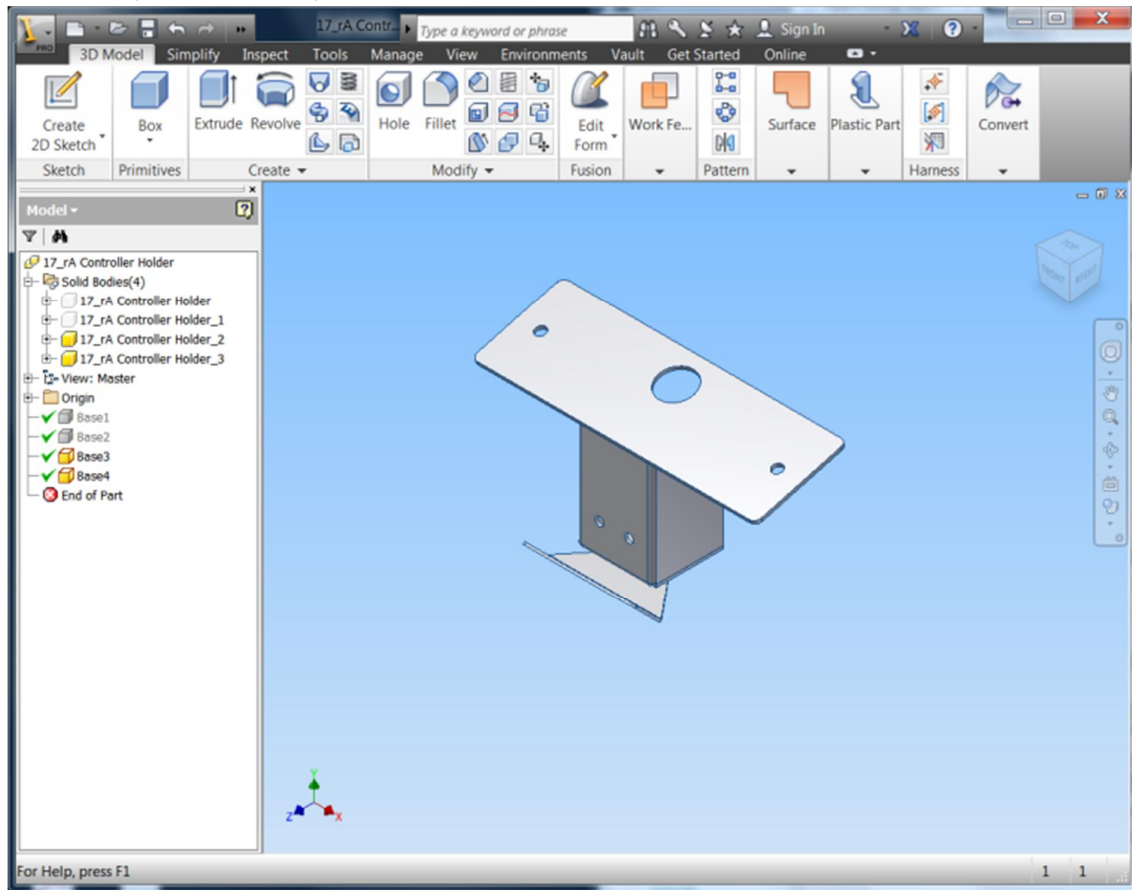 PRO
17_rA Contr...
Type a keyword or phrase
Sign In
3D Model Simplify Inspect Tools Manage View Environments Vault Get Started Online
Create
2D Sketch
Box
Extrude Revolve
Hole Fillet
Edit
Form
Work Fe...
Surface Plastic Part
Convert
Sketch Primitives Create Modify Fusion Pattern Harness
Model
17_rA Controller Holder
Solid Bodies(4)
17_rA Controller Holder
17_rA Controller Holder_1
17_rA Controller Holder_2
17_rA Controller Holder_3
View: Master
Origin
Base1
Base2
Base3
Base4
End of Part
TOP
FRONT RIGHT
Y
Z X
For Help, press F1 1 1